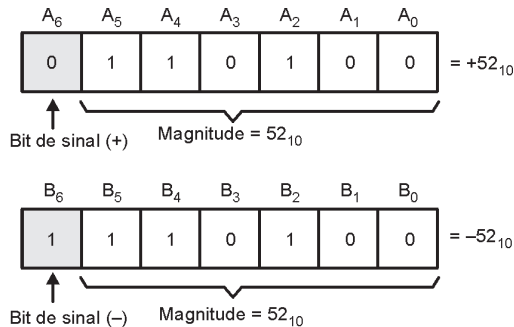 A₆ A₅ A₄ A₃ A₂ A₁ A₀
0 1 1 0 1 0 0 = +52₁₀
Bit de sinal (+) Magnitude = 52₁₀
B₆ B₅ B₄ B₃ B₂ B₁ B₀
1 1 1 0 1 0 0 = –52₁₀
Bit de sinal (–) Magnitude = 52₁₀